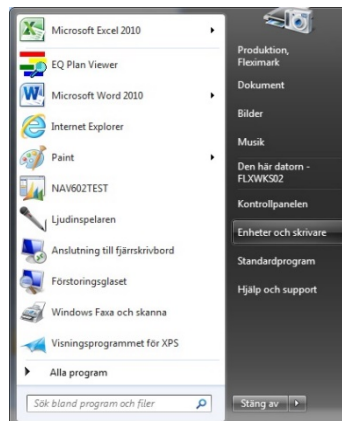 Microsoft Excel 2010
EQ Plan Viewer
Microsoft Word 2010
Internet Explorer
Paint
NAV602TEST
Ljudinspelaren
Anslutning till fjärrskrivbord
Förstoringsglaset
Windows Faxa och skanna
Visningsprogrammet för XPS
Alla program
Sök bland program och filer
Produktion,
Fleximark
Dokument
Bilder
Musik
Den här datorn -
FLXWKS02
Kontrollpanelen
Enheter och skrivare
Standardprogram
Hjälp och support
Stäng av